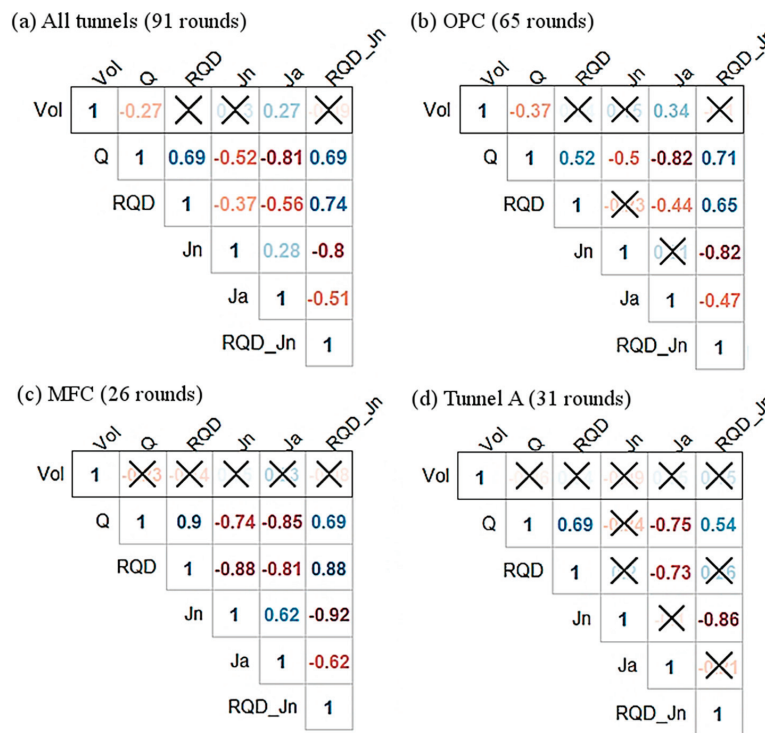 (a) All tunnels (91 rounds)
Vol Q RQD Jn Ja RQD_Jn
Vol 1 -0.27 0.27
Q 1 0.69 -0.52 -0.81 0.69
RQD 1 -0.37 -0.56 0.74
Jn 1 0.28 -0.8
Ja 1 -0.51
RQD_Jn 1
(b) OPC (65 rounds)
Vol Q RQD Jn Ja RQD_Jn
Vol 1 -0.37 0.34
Q 1 0.52 -0.5 -0.82 0.71
RQD 1 -0.23 -0.44 0.65
Jn 1 -0.82
Ja 1 -0.47
RQD_Jn 1
(c) MFC (26 rounds)
Vol Q RQD Jn Ja RQD_Jn
Vol 1
Q 1 0.9 -0.74 -0.85 0.69
RQD 1 -0.88 -0.81 0.88
Jn 1 0.62 -0.92
Ja 1 -0.62
RQD_Jn 1
(d) Tunnel A (31 rounds)
Vol Q RQD Jn Ja RQD_Jn
Vol 1
Q 1 0.69 -0.24 -0.75 0.54
RQD 1 -0.73
Jn 1 -0.86
Ja 1
RQD_Jn 1